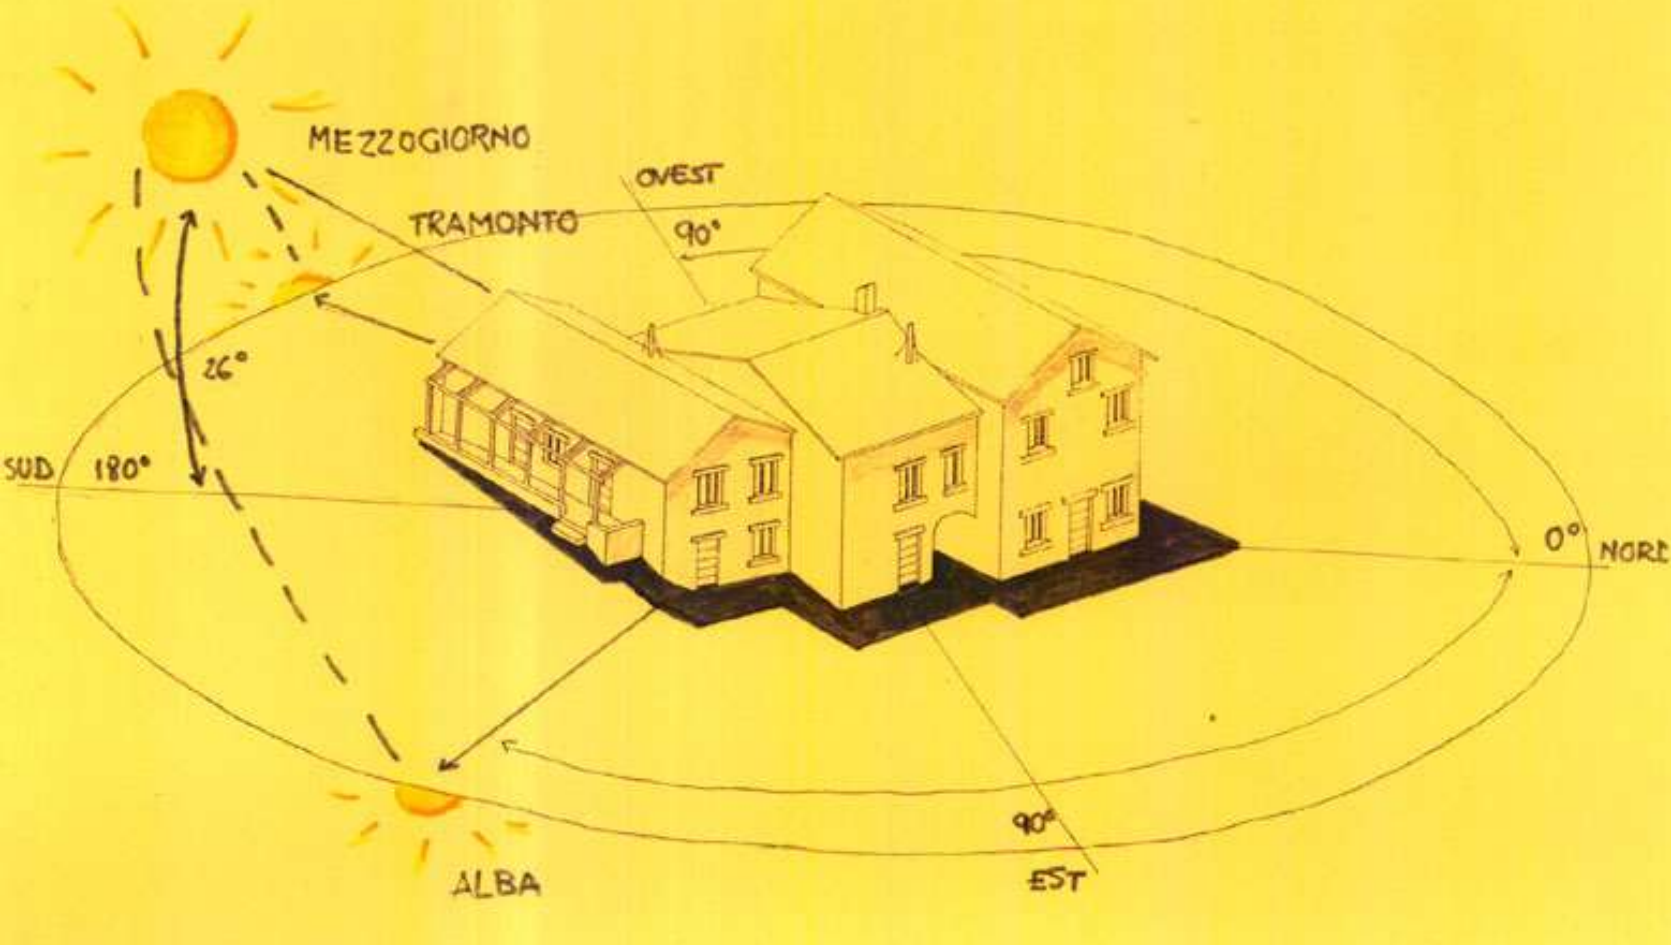 MEZZOGIORNO
OVEST
TRAMONTO
90°
26°
SUD 180°
0° NORD
90°
EST
ALBA